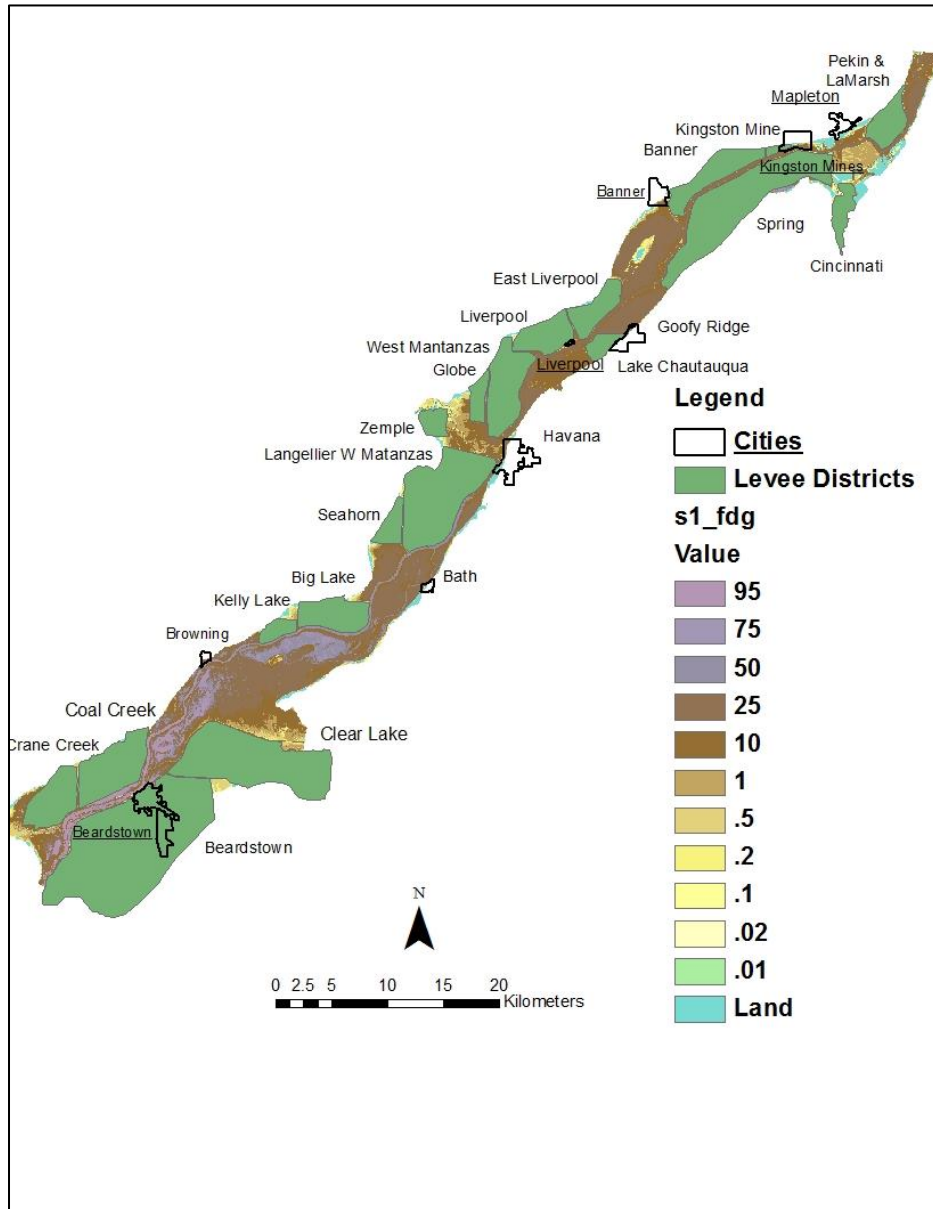 Pekin &
LaMarsh
Mapleton
Kingston Mine
Banner
Kingston Mines
Banner
Spring
Cincinnati
East Liverpool
Liverpool
Goofy Ridge
West Mantanzas
Liverpool
Lake Chautauqua
Globe
Legend
Zemple
Havana
Cities
Langellier W Matanzas
Levee Districts
Seahorn
s1_fdg
Value
Big Lake
Bath
95
Kelly Lake
75
Browning
50
25
Coal Creek
Clear Lake
10
Crane Creek
1
.5
Beardstown
Beardstown
.2
.1
N
.02
.01
0 2.5 5 10 15 20
Kilometers
Land